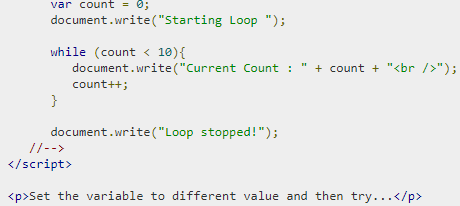 var count = 0;
document.write("Starting Loop ");
while (count < 10){
document.write("Current Count : " + count + "<br />");
count++;
}
document.write("Loop stopped!");
//-->
</script>
<p>Set the variable to different value and then try...</p>